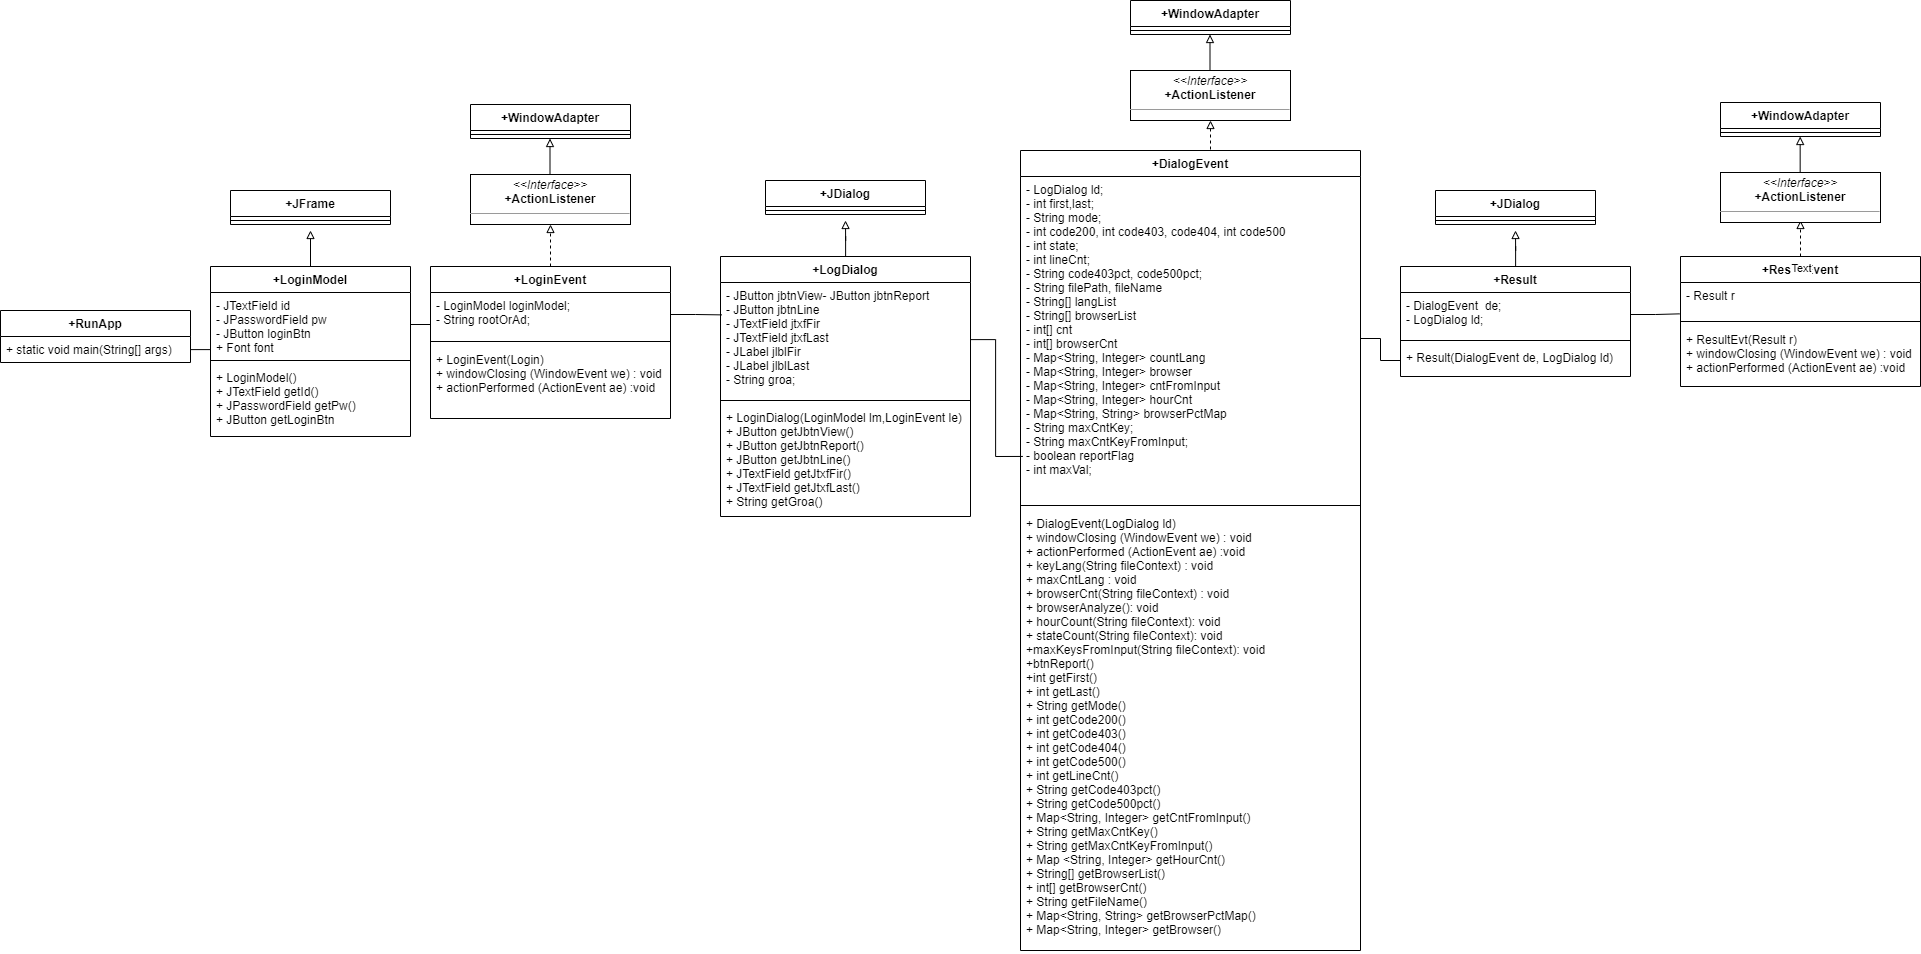 +RunApp
+ static void main(String[] args)
+JFrame
+LoginModel
- JTextField id
- JPasswordField pw
- JButton loginBtn
+ Font font
+ LoginModel()
+ JTextField getId()
+ JPasswordField getPw()
+ JButton getLoginBtn
+WindowAdapter
<<Interface>>
+ActionListener
+LoginEvent
- LoginModel loginModel;
- String rootOrAd;
+ LoginEvent(Login)
+ windowClosing (WindowEvent we) : void
+ actionPerformed (ActionEvent ae) :void
+JDialog
+LogDialog
- JButton jbtnView- JButton jbtnReport
- JButton jbtnLine
- JTextField jtxfFir
- JTextField jtxfLast
- JLabel jlblFir
- JLabel jlblLast
- String groa;
+ LoginDialog(LoginModel lm,LoginEvent le)
+ JButton getJbtnView()
+ JButton getJbtnReport()
+ JButton getJbtnLine()
+ JTextField getJtxfFir()
+ JTextField getJtxfLast()
+ String getGroa()
+WindowAdapter
<<Interface>>
+ActionListener
+DialogEvent
- LogDialog ld;
- int first,last;
- String mode;
- int code200, int code403, code404, int code500
- int state;
- int lineCnt;
- String code403pct, code500pct;
- String filePath, fileName
- String[] langList
- String[] browserList
- int[] cnt
- int[] browserCnt
- Map<String, Integer> countLang
- Map<String, Integer> browser
- Map<String, Integer> cntFromInput
- Map<String, Integer> hourCnt
- Map<String, String> browserPctMap
- String maxCntKey;
- String maxCntKeyFromInput;
- boolean reportFlag
- int maxVal;
+ DialogEvent(LogDialog ld)
+ windowClosing (WindowEvent we) : void
+ actionPerformed (ActionEvent ae) :void
+ keyLang(String fileContext) : void
+ maxCntLang : void
+ browserCnt(String fileContext) : void
+ browserAnalyze(): void
+ hourCount(String fileContext): void
+ stateCount(String fileContext): void
+maxKeysFromInput(String fileContext): void
+btnReport()
+int getFirst()
+ int getLast()
+ String getMode()
+ int getCode200()
+ int getCode403()
+ int getCode404()
+ int getCode500()
+ int getLineCnt()
+ String getCode403pct()
+ String getCode500pct()
+ Map<String, Integer> getCntFromInput()
+ String getMaxCntKey()
+ String getMaxCntKeyFromInput()
+ Map <String, Integer> getHourCnt()
+ String[] getBrowserList()
+ int[] getBrowserCnt()
+ String getFileName()
+ Map<String, String> getBrowserPctMap()
+ Map<String, Integer> getBrowser()
+JDialog
+Result
- DialogEvent  de;
- LogDialog ld;
+ Result(DialogEvent de, LogDialog ld)
+WindowAdapter
<<Interface>>
+ActionListener
Text
- Result r
+ ResultEvt(Result r)
+ windowClosing (WindowEvent we) : void
+ actionPerformed (ActionEvent ae) :void